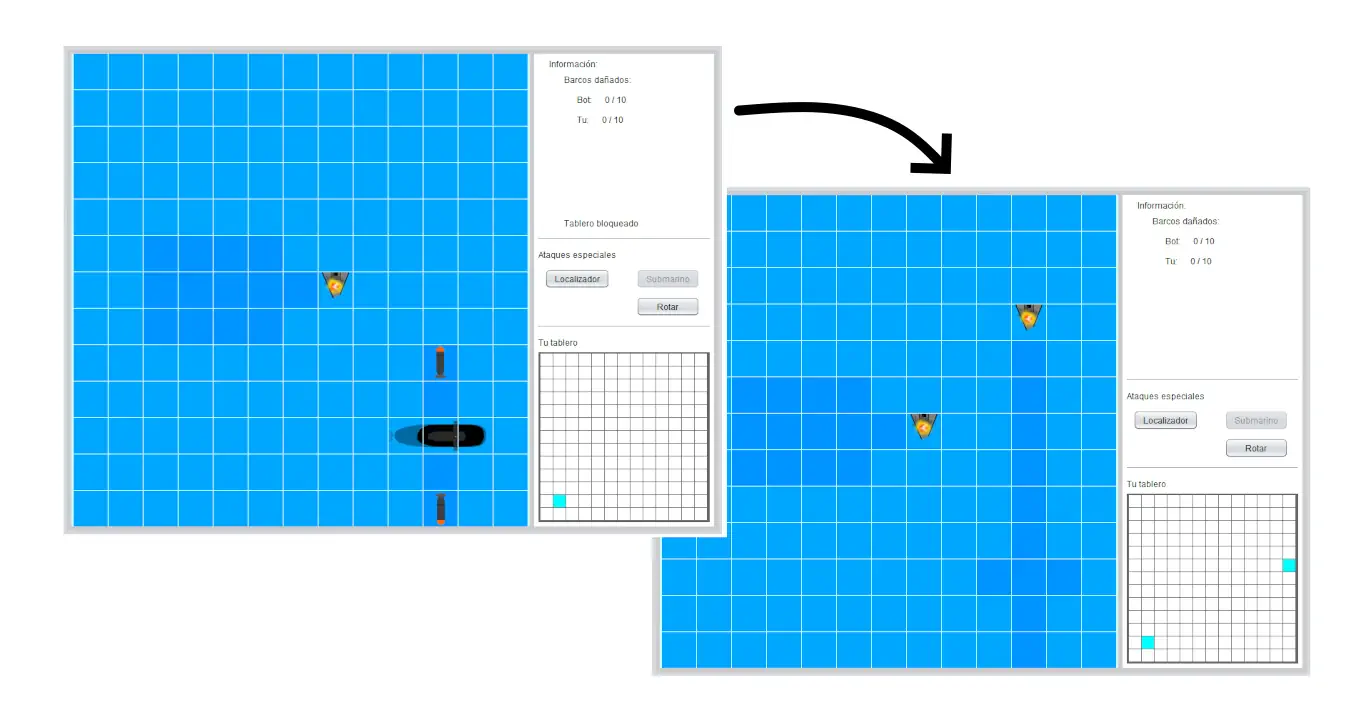 Información:
Barcos dañados:
Bot: 0 / 10
Tu: 0 / 10
Tablero bloqueado
Ataques especiales
Localizador
Submarino
Rotar
Tu tablero
Información:
Barcos dañados:
Bot: 0 / 10
Tu: 0 / 10
Ataques especiales
Localizador
Submarino
Rotar
Tu tablero